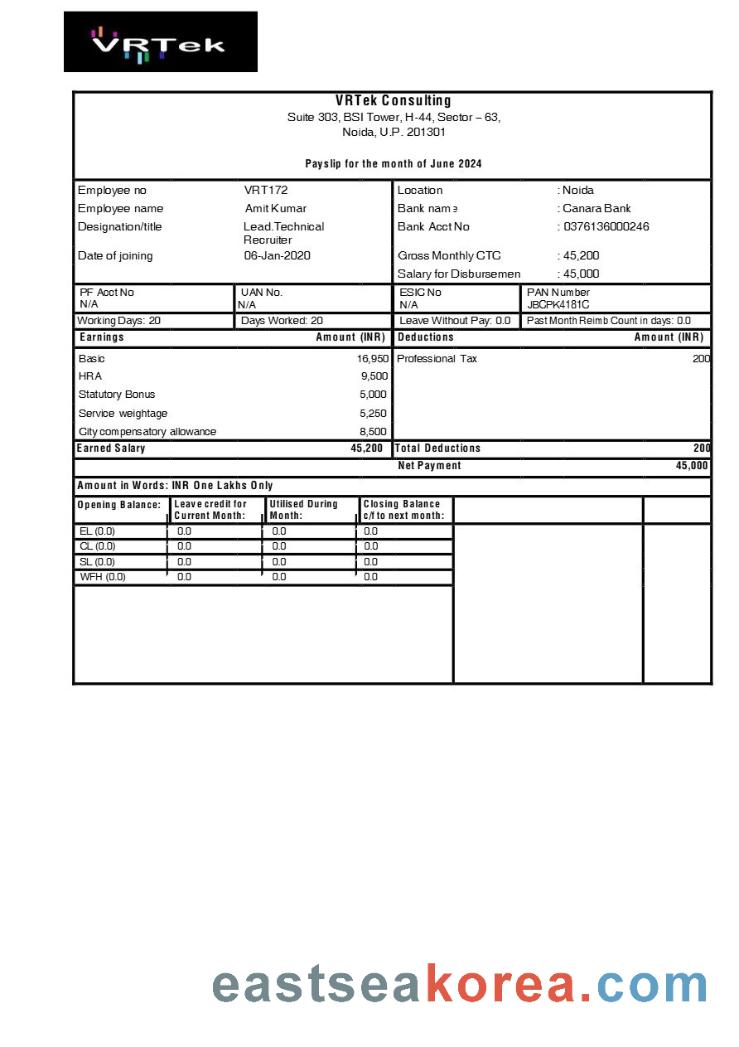 VRTek
VRTek Consulting
Suite 303, BSI Tower, H-44, Sector – 63,
Noida, U.P. 201301
Payslip for the month of June 2024
Employee no VRT172 Location : Noida
Employee name Amit Kumar Bank name : Canara Bank
Designation/title Lead.Technical Recruiter Bank Acct No : 0376136000246
Date of joining 06-Jan-2020 Gross Monthly CTC : 45,200
Salary for Disbursemen : 45,000
PF Acct No UAN No. ESIC No PAN Number
N/A N/A N/A JBCPK4181C
Working Days: 20 Days Worked: 20 Leave Without Pay: 0.0 Past Month Reimb Count in days: 0.0
Earnings Amount (INR) Deductions Amount (INR)
Basic 16,950 Professional Tax 200
HRA 9,500
Statutory Bonus 5,000
Service weightage 5,250
City compensatory allowance 8,500
Earned Salary 45,200 Total Deductions 200
Net Payment 45,000
Amount in Words: INR One Lakhs Only
Opening Balance: Leave credit for Current Month: Utilised During Month: Closing Balance c/f to next month:
EL (0.0) 0.0 0.0 0.0
CL (0.0) 0.0 0.0 0.0
SL (0.0) 0.0 0.0 0.0
WFH (0.0) 0.0 0.0 0.0
eastseakorea.com